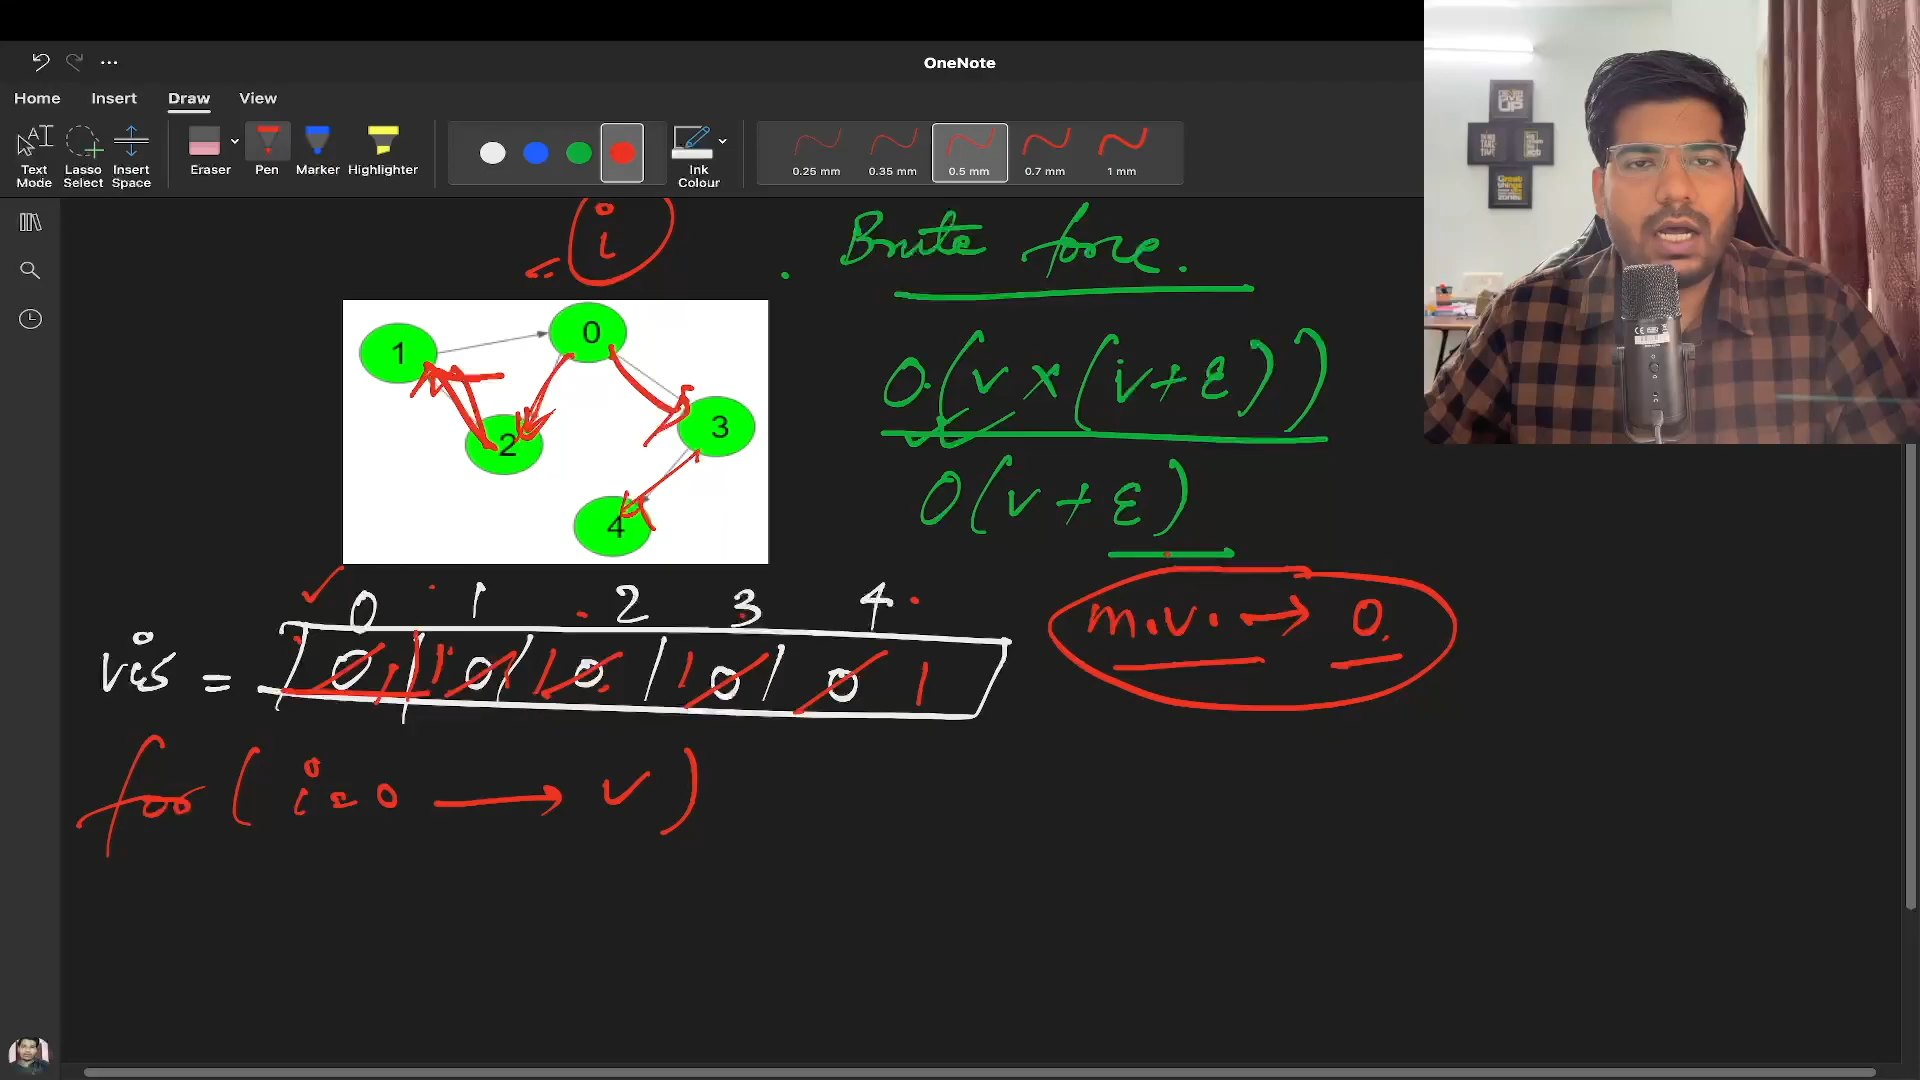 OneNote
Home Insert Draw View
Text Mode
Lasso Select
Insert Space
Eraser
Pen
Marker
Highlighter
Ink Colour
0.25 mm
0.35 mm
0.5 mm
0.7 mm
1 mm
i
Brute force.
O(V x (V+E))
O(V+E)
1
0
2
3
4
0 1 2 3 4
vis = 0 1 1 0 1 1 0 1 0 0 1
m.v. → 0.
for ( i=0 → V )
GIVE UP